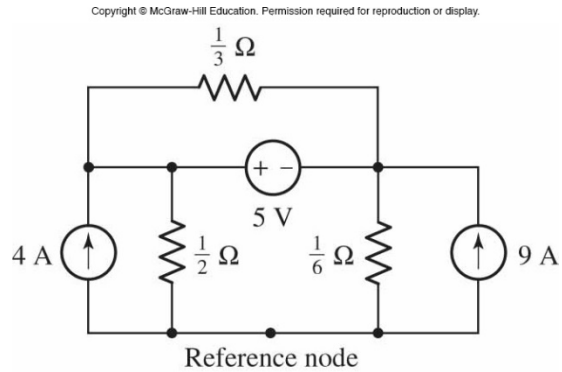 Copyright © McGraw-Hill Education. Permission required for reproduction or display.
1/3 Ω
+ −
5 V
4 A
1/2 Ω
1/6 Ω
9 A
Reference node